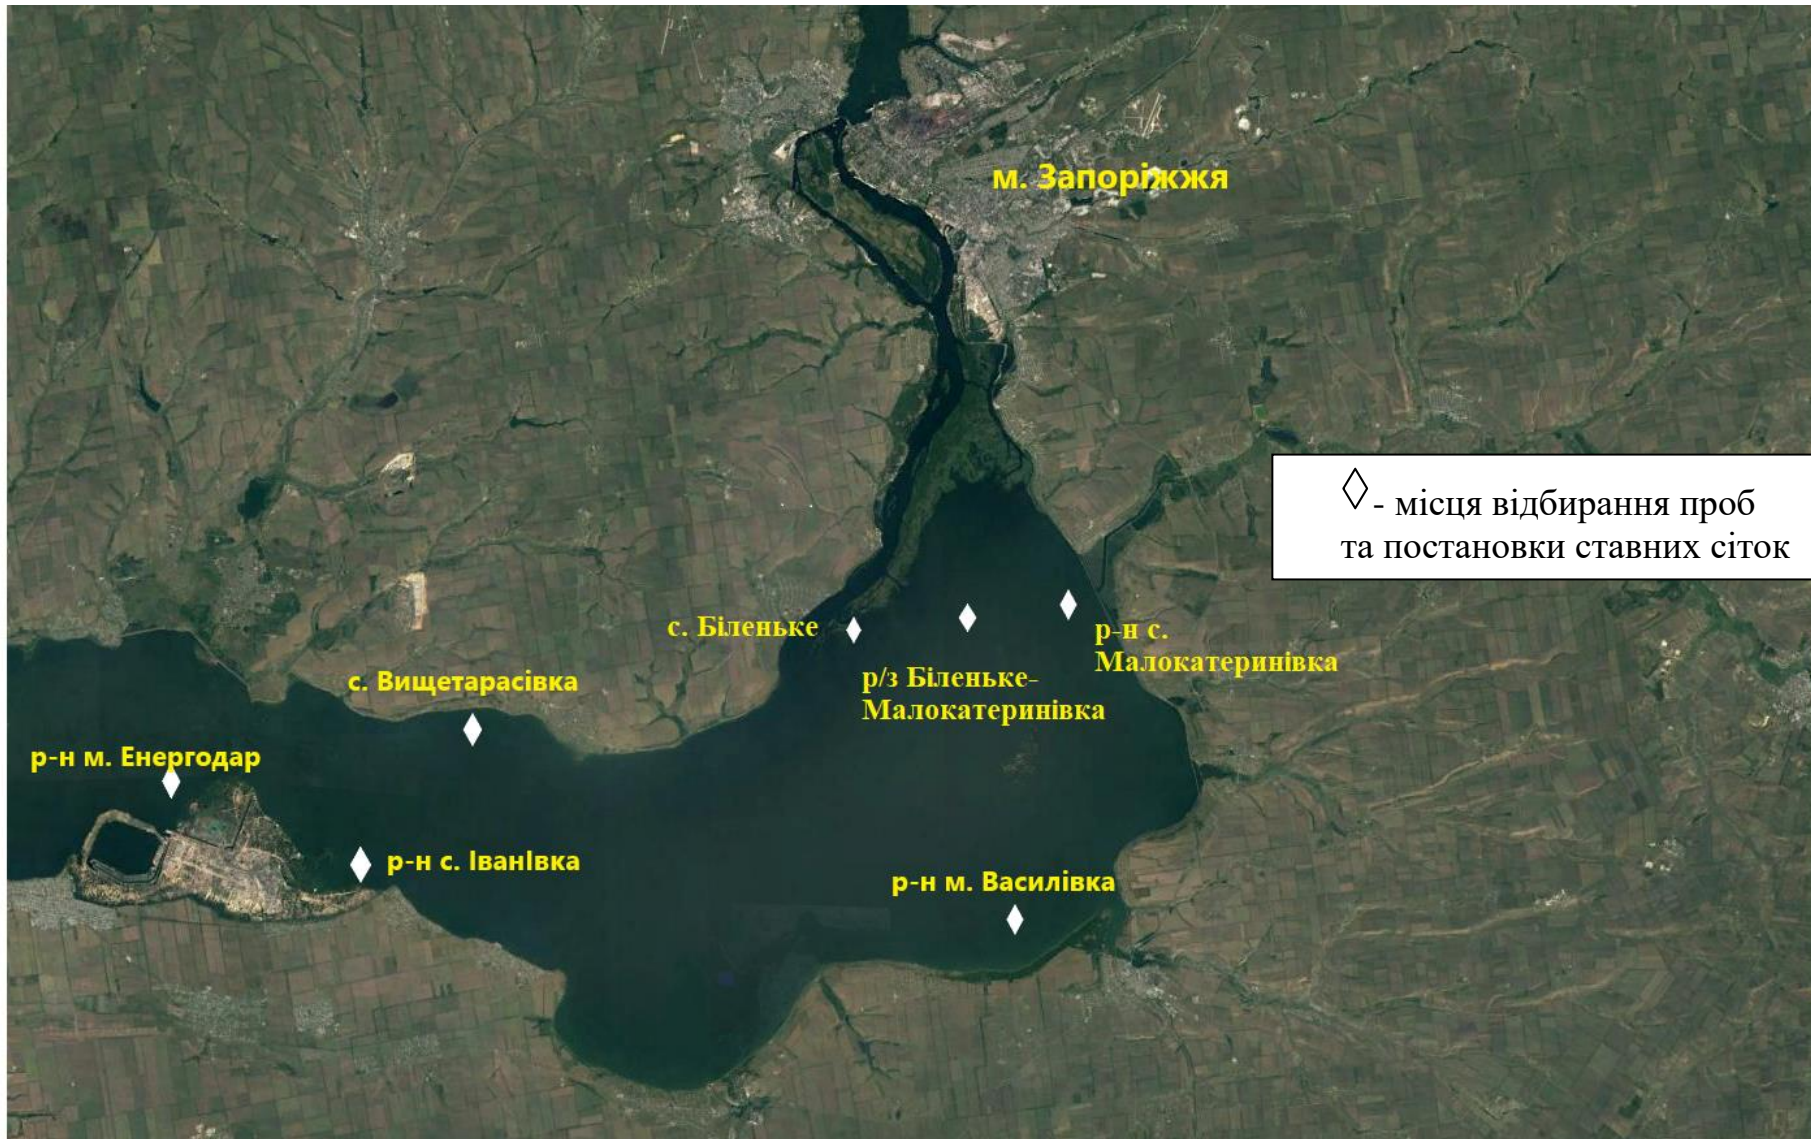 м. Запоріжжя
- місця відбирання проб
та постановки ставних сіток
с. Біленьке
р-н с.
Малокатеринівка
р/з Біленьке-
Малокатеринівка
с. Вищетарасівка
р-н м. Енергодар
р-н с. ІванІвка
р-н м. Василівка